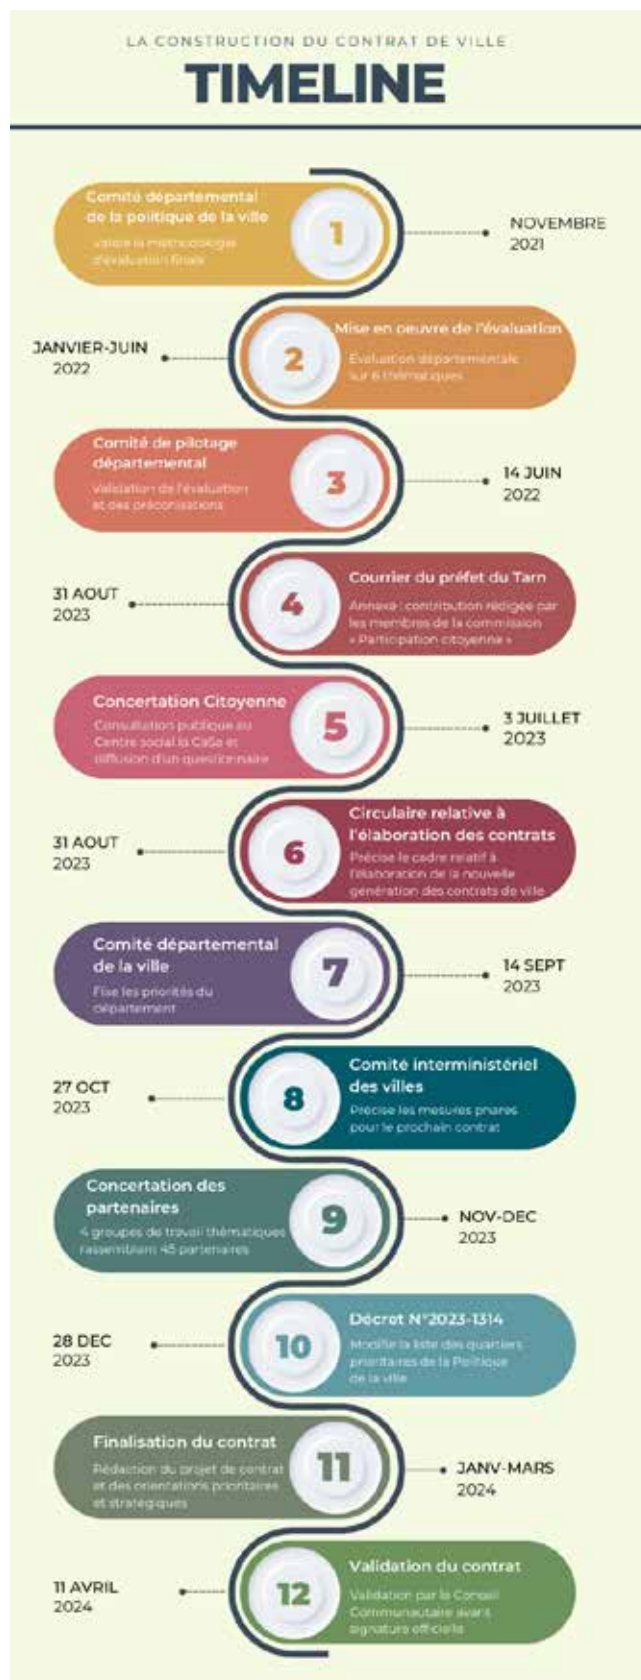 LA CONSTRUCTION DU CONTRAT DE VILLE
TIMELINE
Comité départemental
de la politique de la ville
Valide la méthodologie
d'évaluation finale
1
NOVEMBRE
2021
JANVIER-JUIN
2022
2
Mise en oeuvre de l'évaluation
Évaluation départementale
sur 6 thématiques
Comité de pilotage
départemental
Validation de l'évaluation
et des préconisations
3
14 JUIN
2022
31 AOUT
2023
4
Courrier du préfet du Tarn
Annexe : contribution rédigée par
les membres de la commission
« Participation citoyenne »
Concertation Citoyenne
Consultation publique au
Centre social la CaSo et
diffusion d'un questionnaire
5
3 JUILLET
2023
31 AOUT
2023
6
Circulaire relative à
l'élaboration des contrats
Précise le cadre relatif à
l'élaboration de la nouvelle
génération des contrats de ville
Comité départemental
de la ville
Fixe les priorités du
département
7
14 SEPT
2023
27 OCT
2023
8
Comité interministériel
des villes
Précise les mesures phares
pour le prochain contrat
Concertation des
partenaires
4 groupes de travail thématiques
rassemblant 45 partenaires
9
NOV-DEC
2023
28 DEC
2023
10
Décret N°2023-1314
Modifie la liste des quartiers
prioritaires de la Politique
de la ville
Finalisation du contrat
Rédaction du projet de contrat
et des orientations prioritaires
et stratégiques
11
JANV-MARS
2024
11 AVRIL
2024
12
Validation du contrat
Validation par le Conseil
Communautaire avant
signature officielle